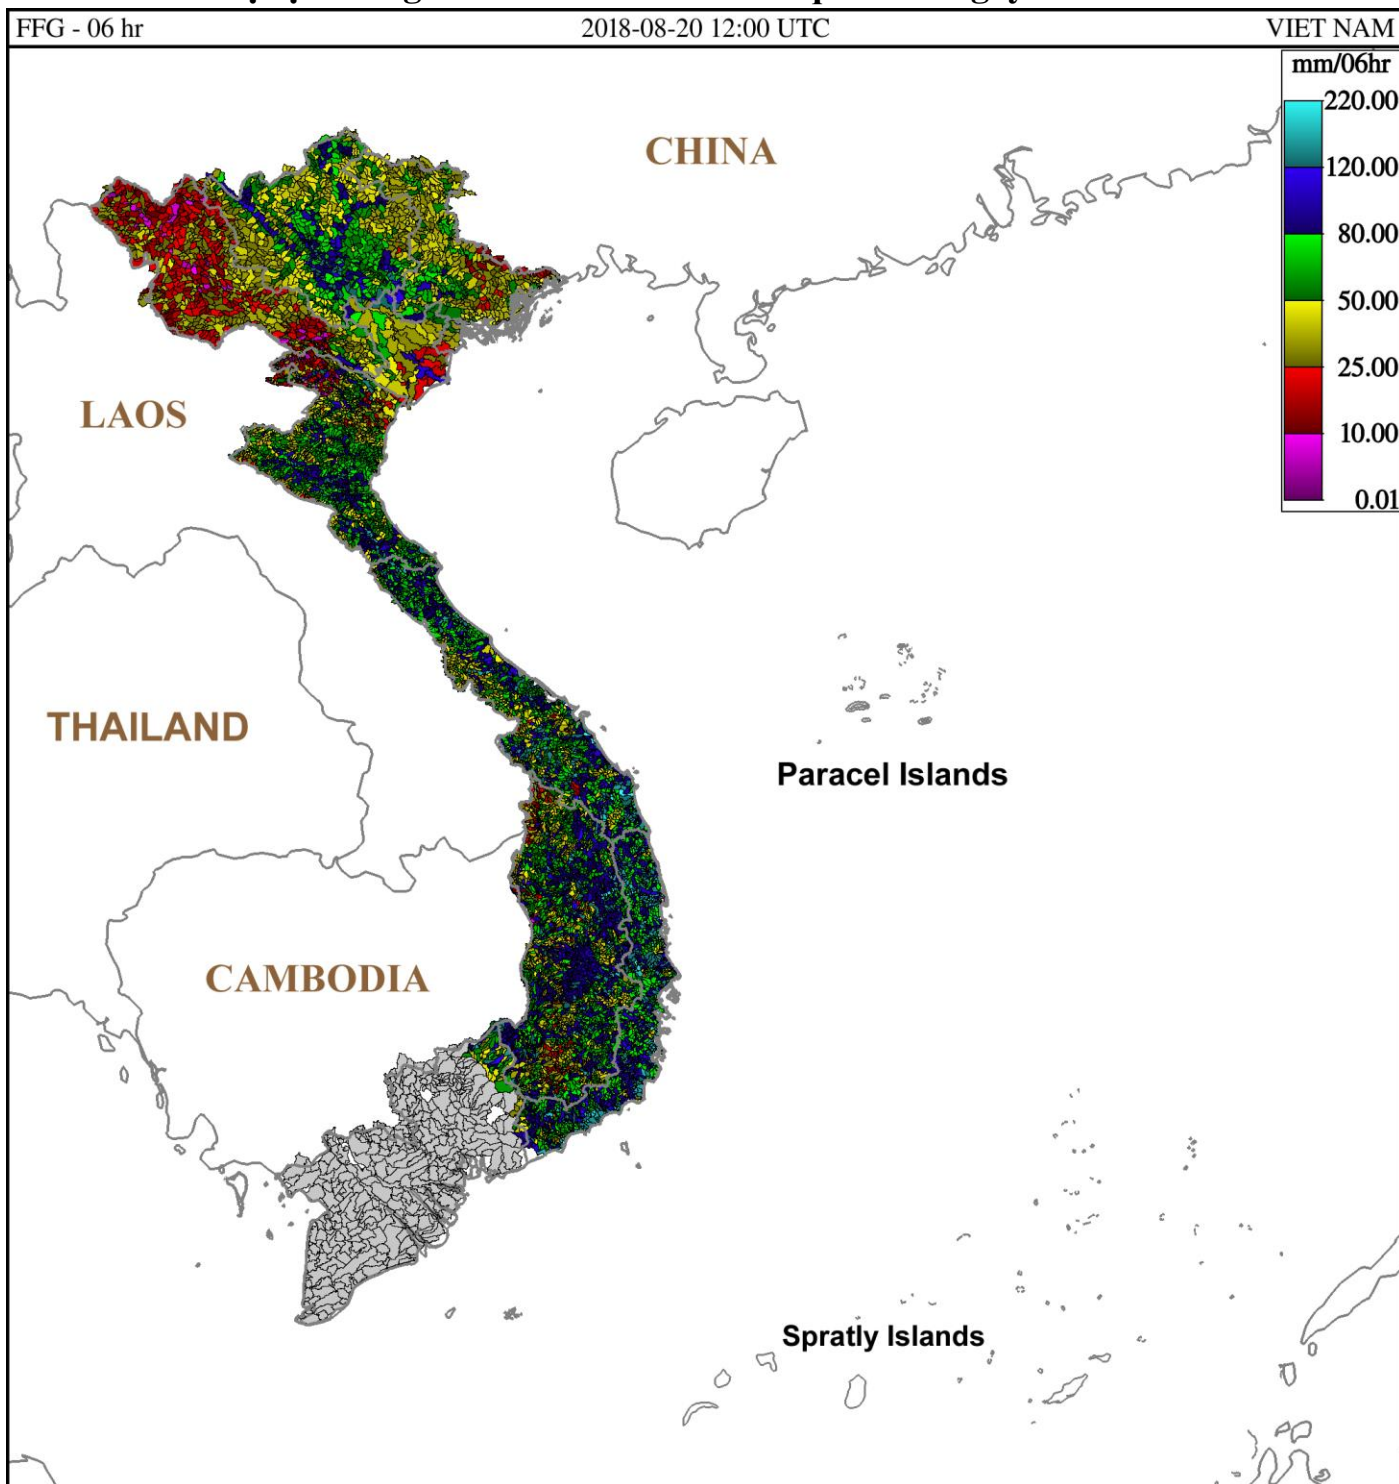 FFG - 06 hr 2018-08-20 12:00 UTC VIET NAM
mm/06hr
220.00
120.00
80.00
50.00
25.00
10.00
0.01
CHINA
LAOS
THAILAND
Paracel Islands
CAMBODIA
Spratly Islands